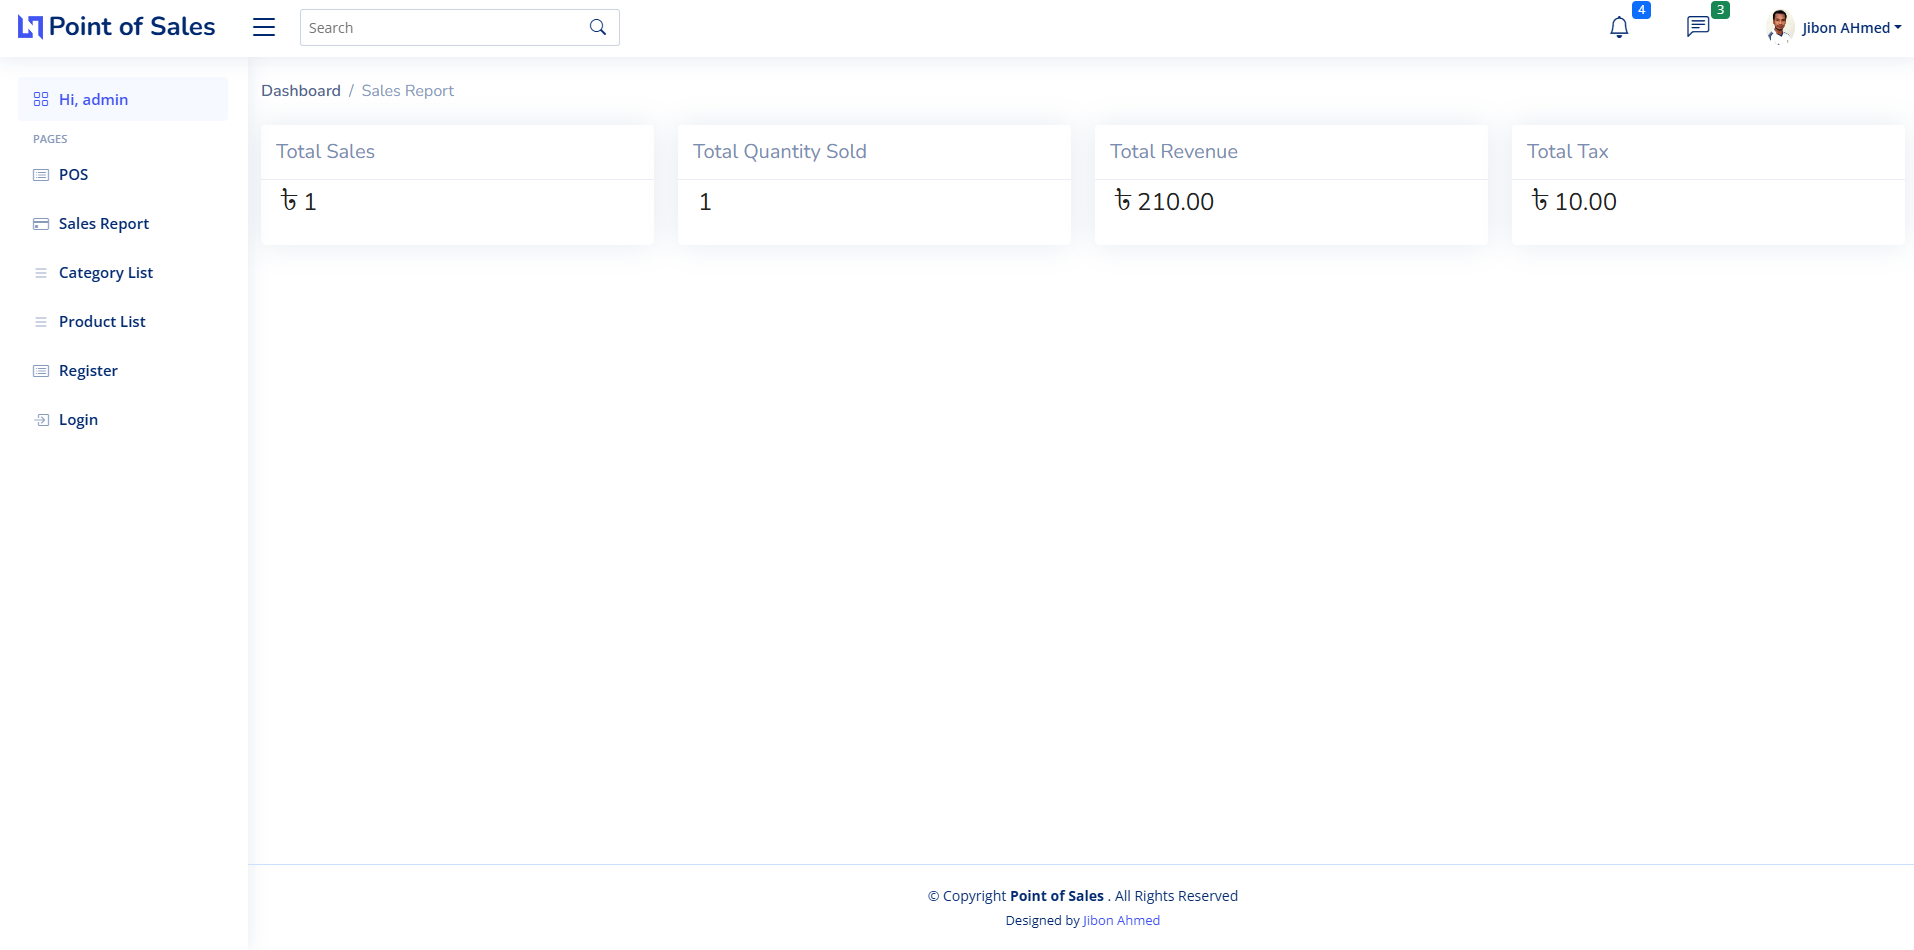 Point of Sales
Search
4
3
Jibon AHmed
Hi, admin
PAGES
POS
Sales Report
Category List
Product List
Register
Login
Dashboard / Sales Report
Total Sales
৳ 1
Total Quantity Sold
1
Total Revenue
৳ 210.00
Total Tax
৳ 10.00
© Copyright Point of Sales . All Rights Reserved
Designed by Jibon Ahmed